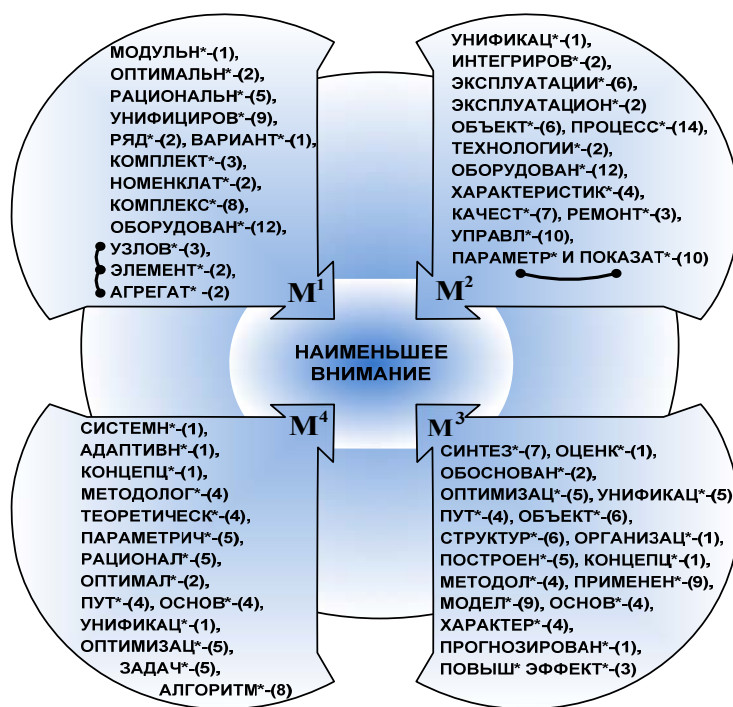 МОДУЛЬН*-(1),
ОПТИМАЛЬН*-(2),
РАЦИОНАЛЬН*-(5),
УНИФИЦИРОВ*-(9),
РЯД*-(2), ВАРИАНТ*-(1),
КОМПЛЕКТ*-(3),
НОМЕНКЛАТ*-(2),
КОМПЛЕКС*-(8),
ОБОРУДОВАН*-(12),
УЗЛОВ*-(3),
ЭЛЕМЕНТ*-(2),
АГРЕГАТ* -(2)
М¹
УНИФИКАЦ*-(1),
ИНТЕГРИРОВ*-(2),
ЭКСПЛУАТАЦИИ*-(6),
ЭКСПЛУАТАЦИОН*-(2)
ОБЪЕКТ*-(6), ПРОЦЕСС*-(14),
ТЕХНОЛОГИИ*-(2),
ОБОРУДОВАН*-(12),
ХАРАКТЕРИСТИК*-(4),
КАЧЕСТ*-(7), РЕМОНТ*-(3),
УПРАВЛ*-(10),
ПАРАМЕТР* И ПОКАЗАТ*-(10)
М²
НАИМЕНЬШЕЕ
ВНИМАНИЕ
М⁴
СИСТЕМН*-(1),
АДАПТИВН*-(1),
КОНЦЕПЦ*-(1),
МЕТОДОЛОГ*-(4)
ТЕОРЕТИЧЕСК*-(4),
ПАРАМЕТРИЧ*-(5),
РАЦИОНАЛ*-(5),
ОПТИМАЛ*-(2),
ПУТ*-(4), ОСНОВ*-(4),
УНИФИКАЦ*-(1),
ОПТИМИЗАЦ*-(5),
ЗАДАЧ*-(5),
АЛГОРИТМ*-(8)
М³
СИНТЕЗ*-(7), ОЦЕНК*-(1),
ОБОСНОВАН*-(2),
ОПТИМИЗАЦ*-(5), УНИФИКАЦ*-(5)
ПУТ*-(4), ОБЪЕКТ*-(6),
СТРУКТУР*-(6), ОРГАНИЗАЦ*-(1),
ПОСТРОЕН*-(5), КОНЦЕПЦ*-(1),
МЕТОДОЛ*-(4), ПРИМЕНЕН*-(9),
МОДЕЛ*-(9), ОСНОВ*-(4),
ХАРАКТЕР*-(4),
ПРОГНОЗИРОВАН*-(1),
ПОВЫШ* ЭФФЕКТ*-(3)